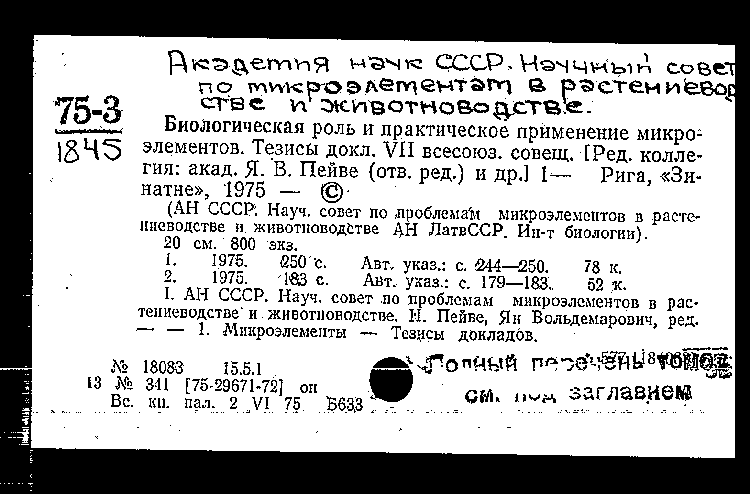 Академия наук СССР. Научный совет
по микроэлементам в растениевод
стве и животноводстве.
75-3
1845
Биологическая роль и практическое применение микро-
элементов. Тезисы докл. VII всесоюз. совещ. [Ред. колле-
гия: акад. Я. В. Пейве (отв. ред.) и др.] 1— Рига, «Зи-
натне», 1975 — ©
(АН СССР. Науч. совет по проблемам микроэлементов в расте-
ниеводстве и животноводстве АН ЛатвССР. Ин-т биологии).
20 см. 800 экз.
1. 1975. 250 с. Авт. указ.: с. 244—250. 78 к.
2. 1975. 183 с. Авт. указ.: с. 179—183. 52 к.
I. АН СССР. Науч. совет по проблемам микроэлементов в рас-
тениеводстве и животноводстве. II. Пейве, Ян Вольдемарович, ред.
— — 1. Микроэлементы — Тезисы докладов.
№ 18083 15.5.1
13 № 341 [75-29671-72] он
Вс. кн. пал. 2 VI 75 Б633
Полный перечень томов
см. под заглавием